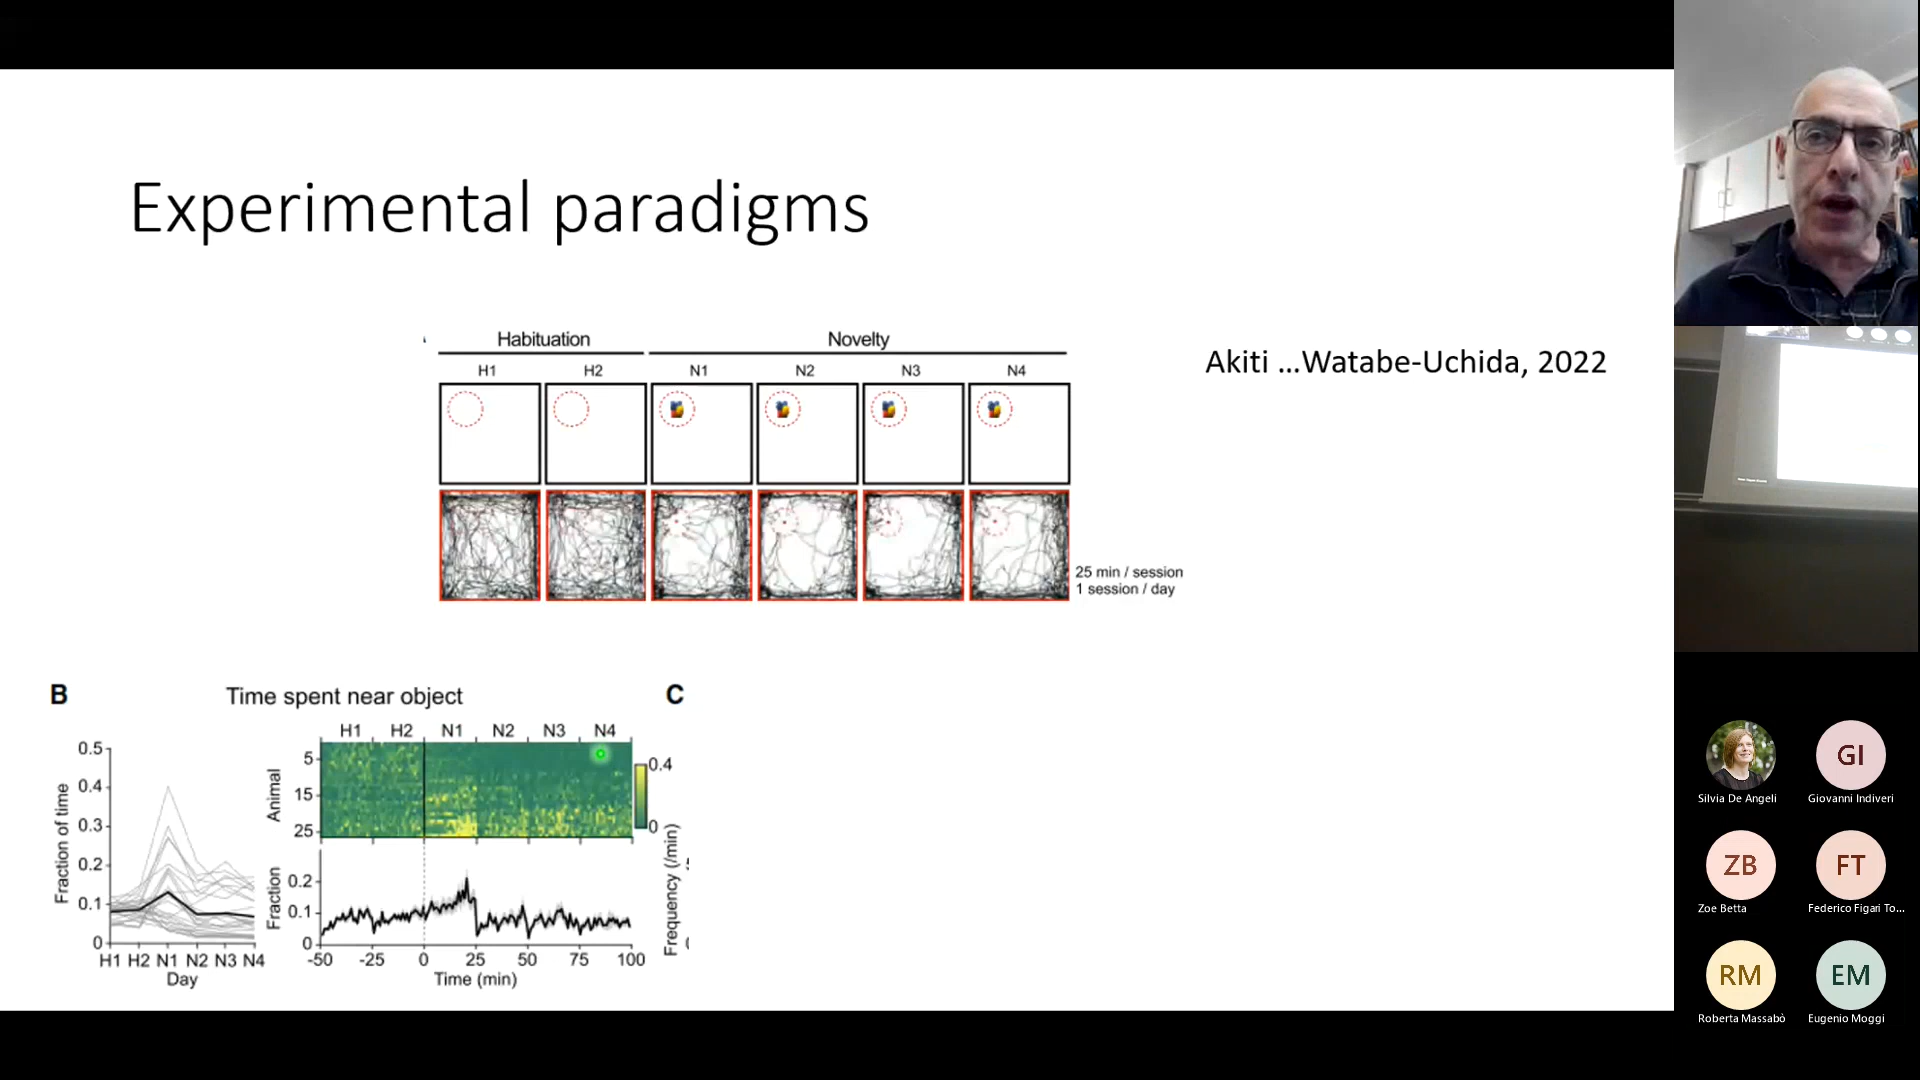 Experimental paradigms
Habituation Novelty
H1 H2 N1 N2 N3 N4
Akiti ...Watabe-Uchida, 2022
25 min / session
1 session / day
B Time spent near object C
H1 H2 N1 N2 N3 N4
0.5
0.4
0.3
0.2
0.1
0
Fraction of time
H1 H2 N1 N2 N3 N4
Day
Animal
5
15
25
0.4
0
Fraction
0.2
0.1
0
-50 -25 0 25 50 75 100
Time (min)
Frequency (/min)
GI
Silvia De Angeli Giovanni Indiveri
ZB FT
Zoe Betta Federico Figari To...
RM EM
Roberta Massabò Eugenio Moggi